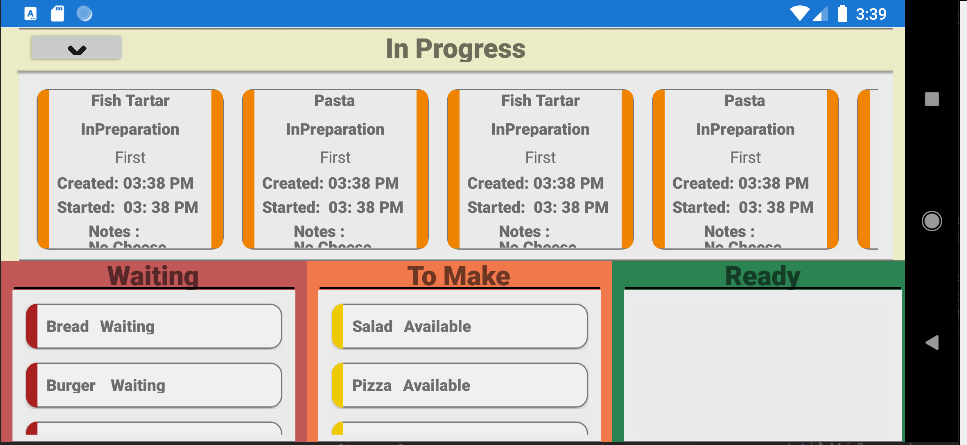 3:39
In Progress
Fish Tartar
InPreparation
First
Created: 03:38 PM
Started: 03: 38 PM
Notes :
No Cheese
Pasta
InPreparation
First
Created: 03:38 PM
Started: 03: 38 PM
Notes :
No Cheese
Fish Tartar
InPreparation
First
Created: 03:38 PM
Started: 03: 38 PM
Notes :
No Cheese
Pasta
InPreparation
First
Created: 03:38 PM
Started: 03: 38 PM
Notes :
No Cheese
Waiting
Bread Waiting
Burger Waiting
To Make
Salad Available
Pizza Available
Ready